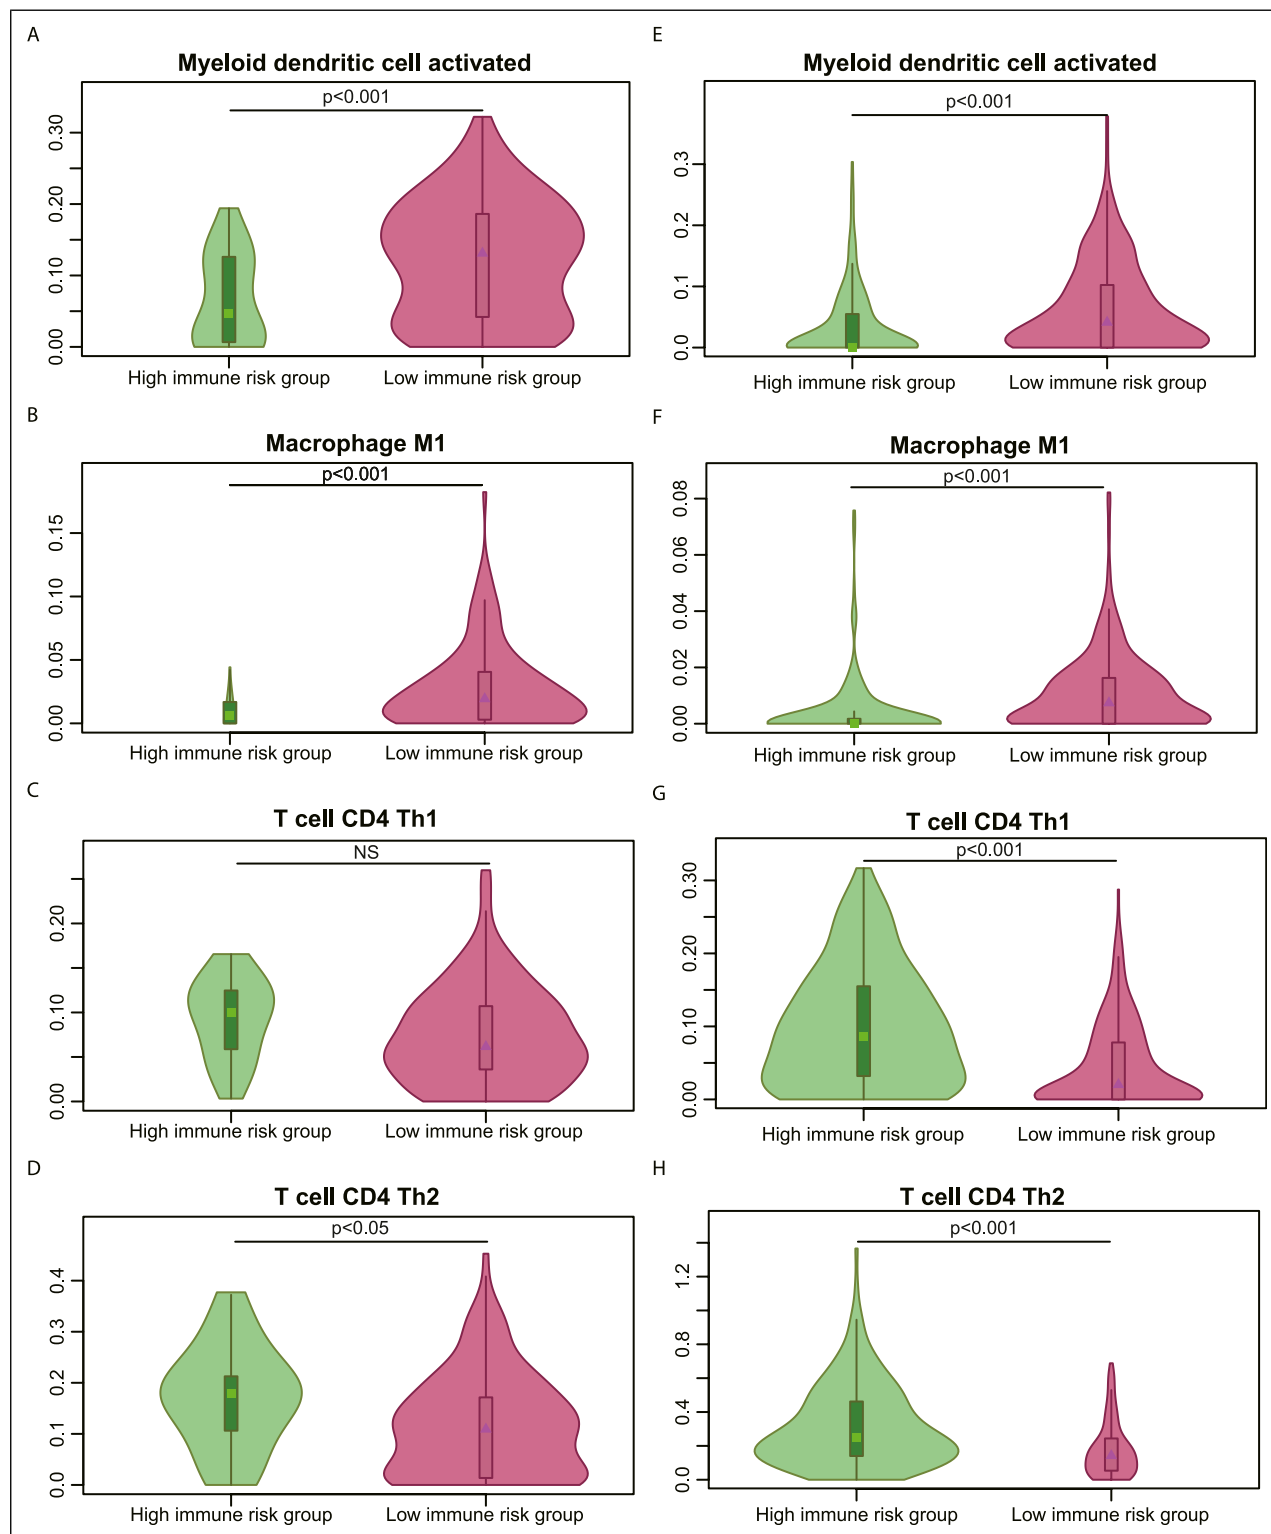 A
Myeloid dendritic cell activated
p<0.001
0.30
0.20
0.10
0.00
High immune risk group
Low immune risk group
B
Macrophage M1
p<0.001
0.15
0.10
0.05
0.00
High immune risk group
Low immune risk group
C
T cell CD4 Th1
NS
0.20
0.10
0.00
High immune risk group
Low immune risk group
D
T cell CD4 Th2
p<0.05
0.4
0.3
0.2
0.1
0.0
High immune risk group
Low immune risk group
E
Myeloid dendritic cell activated
p<0.001
0.3
0.2
0.1
0.0
High immune risk group
Low immune risk group
F
Macrophage M1
p<0.001
0.08
0.06
0.04
0.02
0.00
High immune risk group
Low immune risk group
G
T cell CD4 Th1
p<0.001
0.30
0.20
0.10
0.00
High immune risk group
Low immune risk group
H
T cell CD4 Th2
p<0.001
1.2
0.8
0.4
0.0
High immune risk group
Low immune risk group